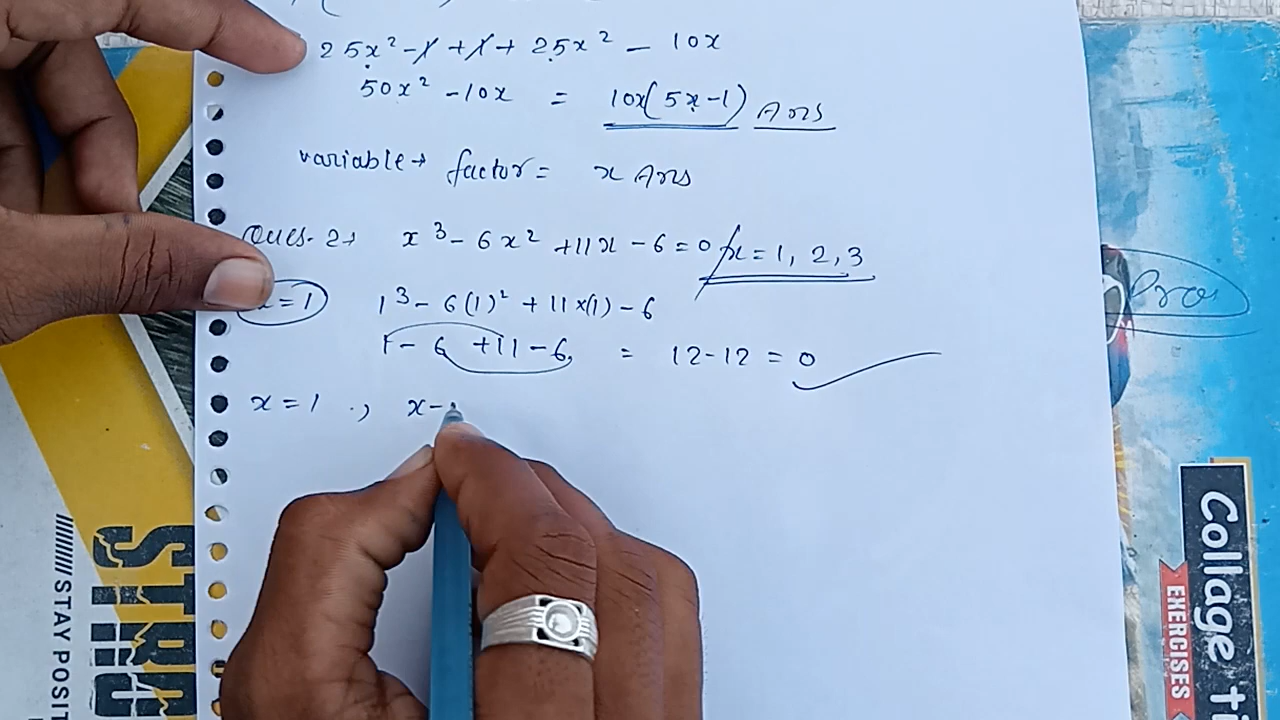 25x² - x + x + 25x² - 10x
50x² - 10x = 10x(5x-1) Ans
variable → factor = x Ans
Ques. 2→ x³ - 6x² + 11x - 6 = 0 / x = 1, 2, 3
x = 1 1³ - 6(1)² + 11×(1) - 6
1 - 6 + 11 - 6, = 12 - 12 = 0
x = 1 , x -
Collage
EXERCISES
STAY POSIT